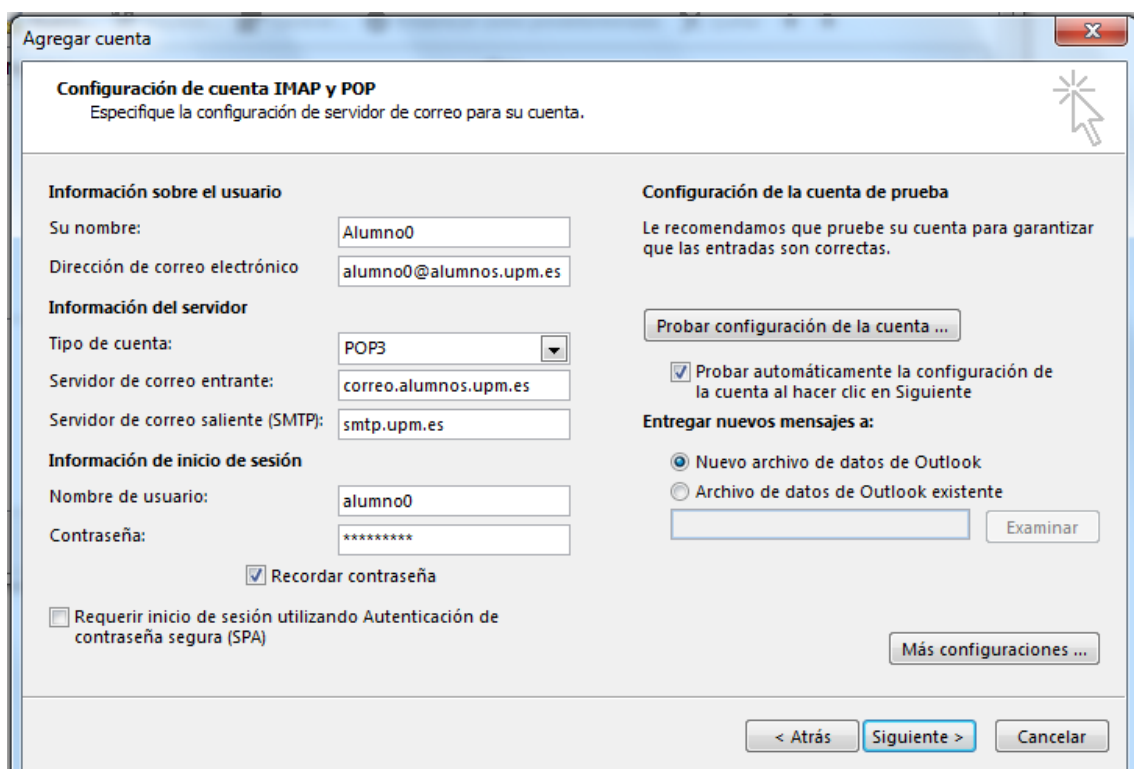 Agregar cuenta
x
Configuración de cuenta IMAP y POP
Especifique la configuración de servidor de correo para su cuenta.
Información sobre el usuario
Su nombre:
Alumno0
Dirección de correo electrónico
alumno0@alumnos.upm.es
Información del servidor
Tipo de cuenta:
POP3
Servidor de correo entrante:
correo.alumnos.upm.es
Servidor de correo saliente (SMTP):
smtp.upm.es
Información de inicio de sesión
Nombre de usuario:
alumno0
Contraseña:
*********
Recordar contraseña
Requerir inicio de sesión utilizando Autenticación de
contraseña segura (SPA)
Configuración de la cuenta de prueba
Le recomendamos que pruebe su cuenta para garantizar
que las entradas son correctas.
Probar configuración de la cuenta ...
Probar automáticamente la configuración de
la cuenta al hacer clic en Siguiente
Entregar nuevos mensajes a:
Nuevo archivo de datos de Outlook
Archivo de datos de Outlook existente
Examinar
Más configuraciones ...
< Atrás
Siguiente >
Cancelar